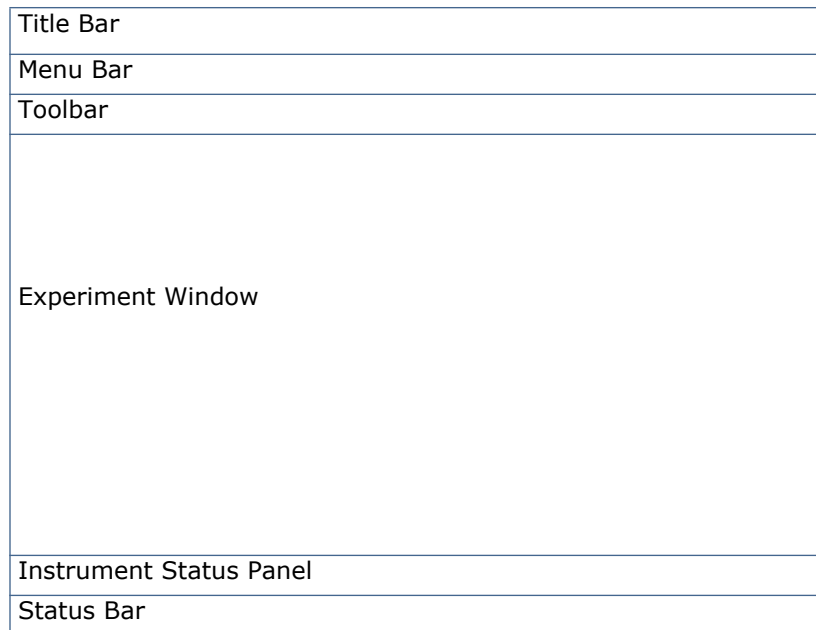 Title Bar
Menu Bar
Toolbar
Experiment Window
Instrument Status Panel
Status Bar